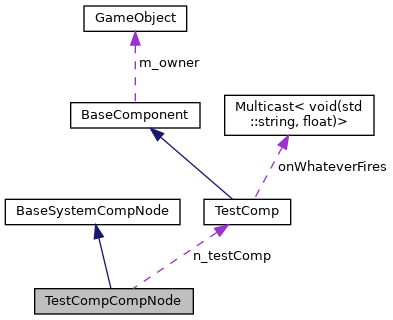 GameObject
m_owner
Multicast< void(std
::string, float)>
BaseComponent
onWhateverFires
BaseSystemCompNode
TestComp
n_testComp
TestCompCompNode